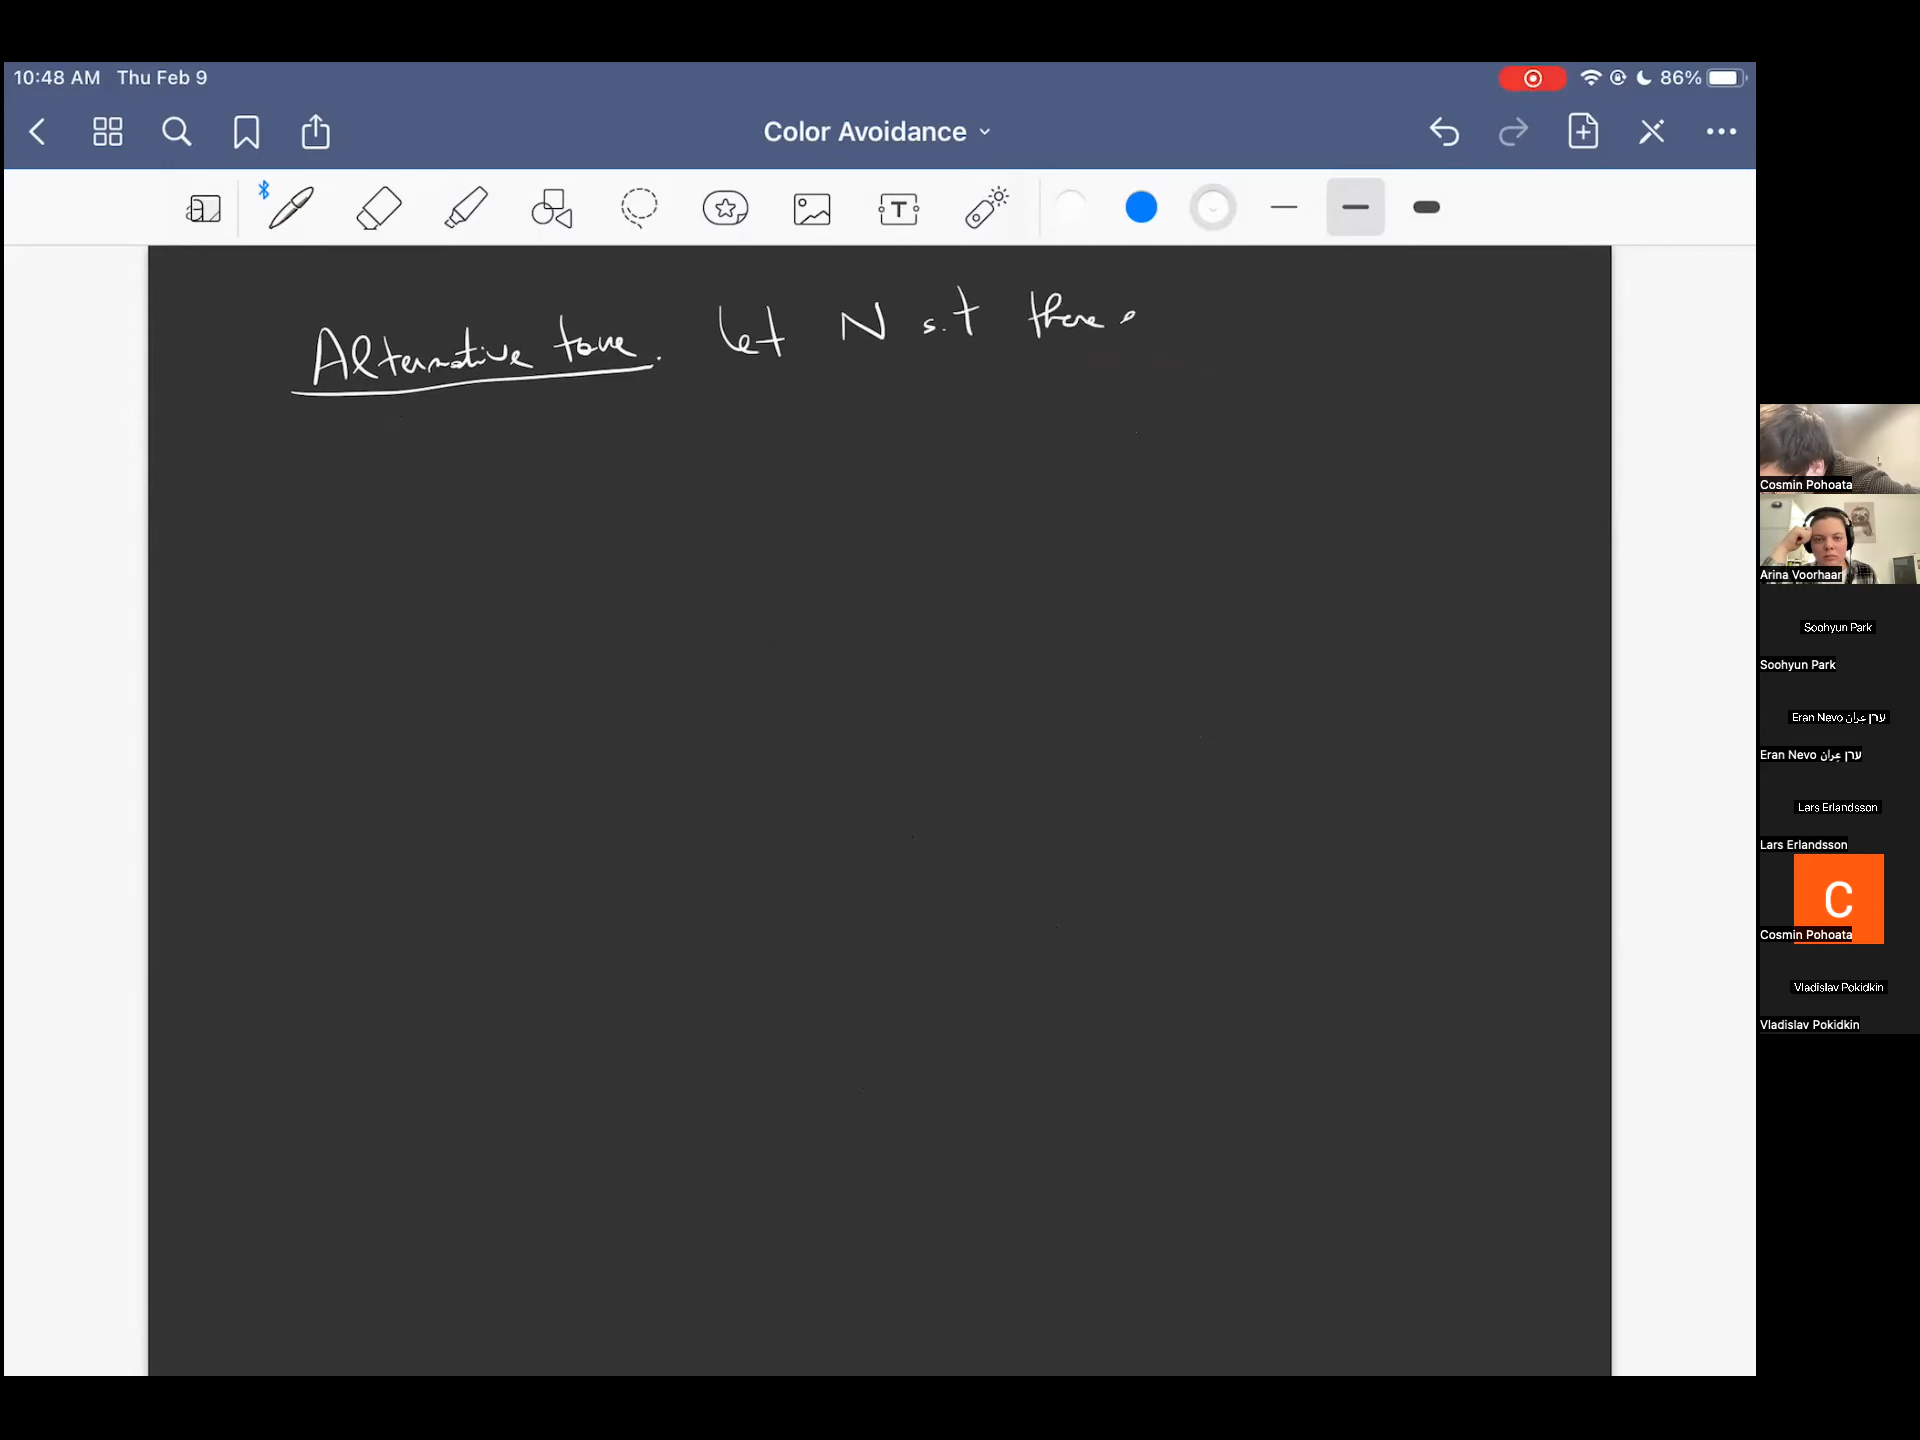 10:48 AM Thu Feb 9
86%
Color Avoidance
Alternative tone. Let N s.t there
Cosmin Pohoata
Arina Voorhaar
Soohyun Park
Soohyun Park
Eran Nevo ערן عران
Eran Nevo ערן عران
Lars Erlandsson
Lars Erlandsson
C
Cosmin Pohoata
Vladislav Pokidkin
Vladislav Pokidkin